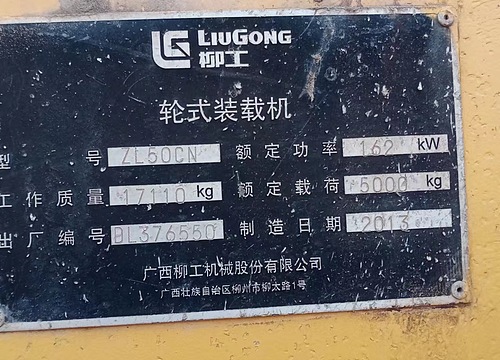 LIUGONG
柳工
轮式装载机
型 号 ZL50CN 额定功率 162 kW
工作质量 17110 kg 额定载荷 5000 kg
出厂编号 BL376550 制造日期 2013
广西柳工机械股份有限公司
广西壮族自治区柳州市柳太路1号